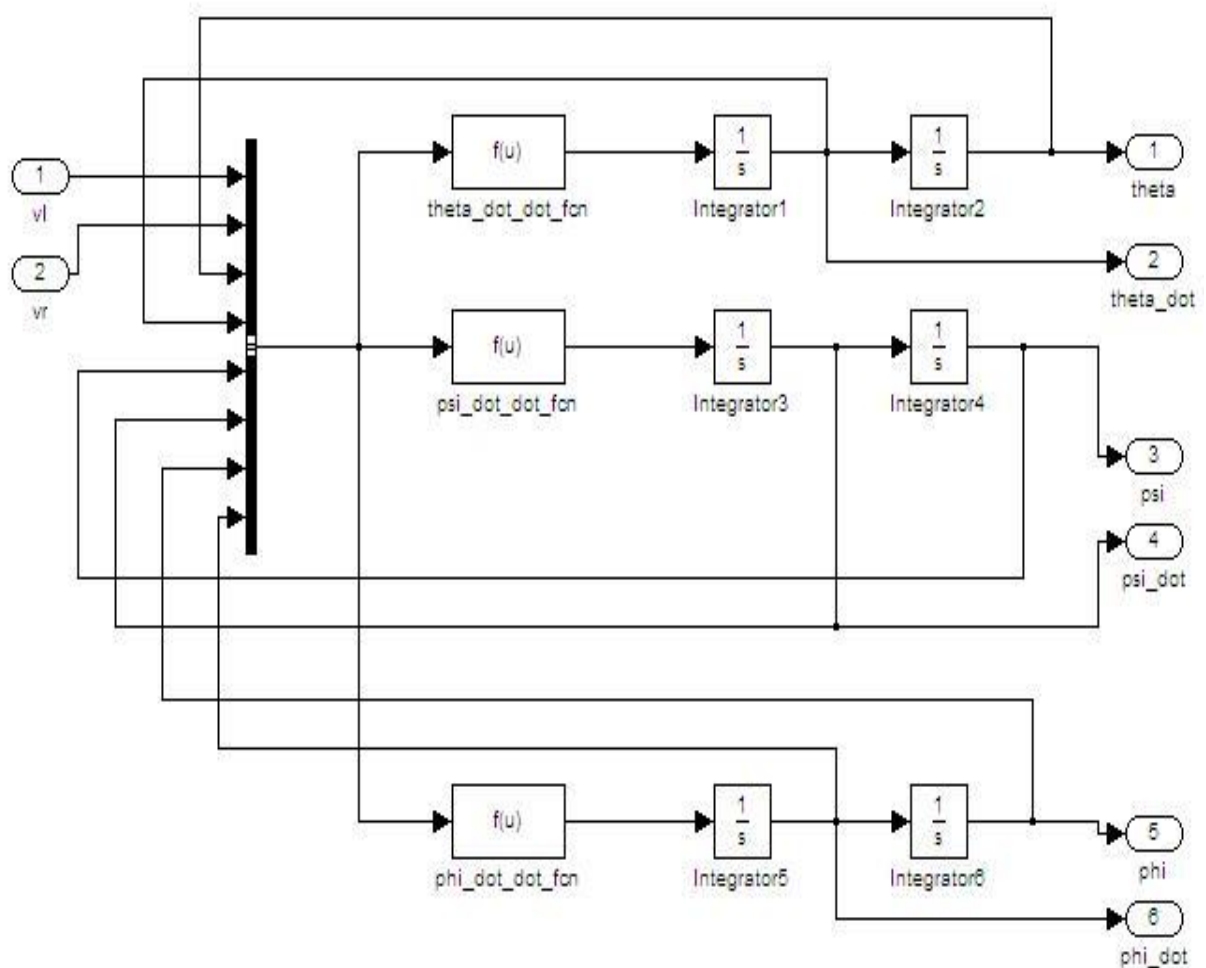 f(u)
1
s
1
s
1
1
theta_dot_dot_fcn
Integrator1
Integrator2
theta
vl
2
2
theta_dot
vr
f(u)
1
s
1
s
psi_dot_dot_fcn
Integrator3
Integrator4
3
psi
4
psi_dot
f(u)
1
s
1
s
5
phi_dot_dot_fcn
Integrator5
Integrator6
phi
6
phi_dot